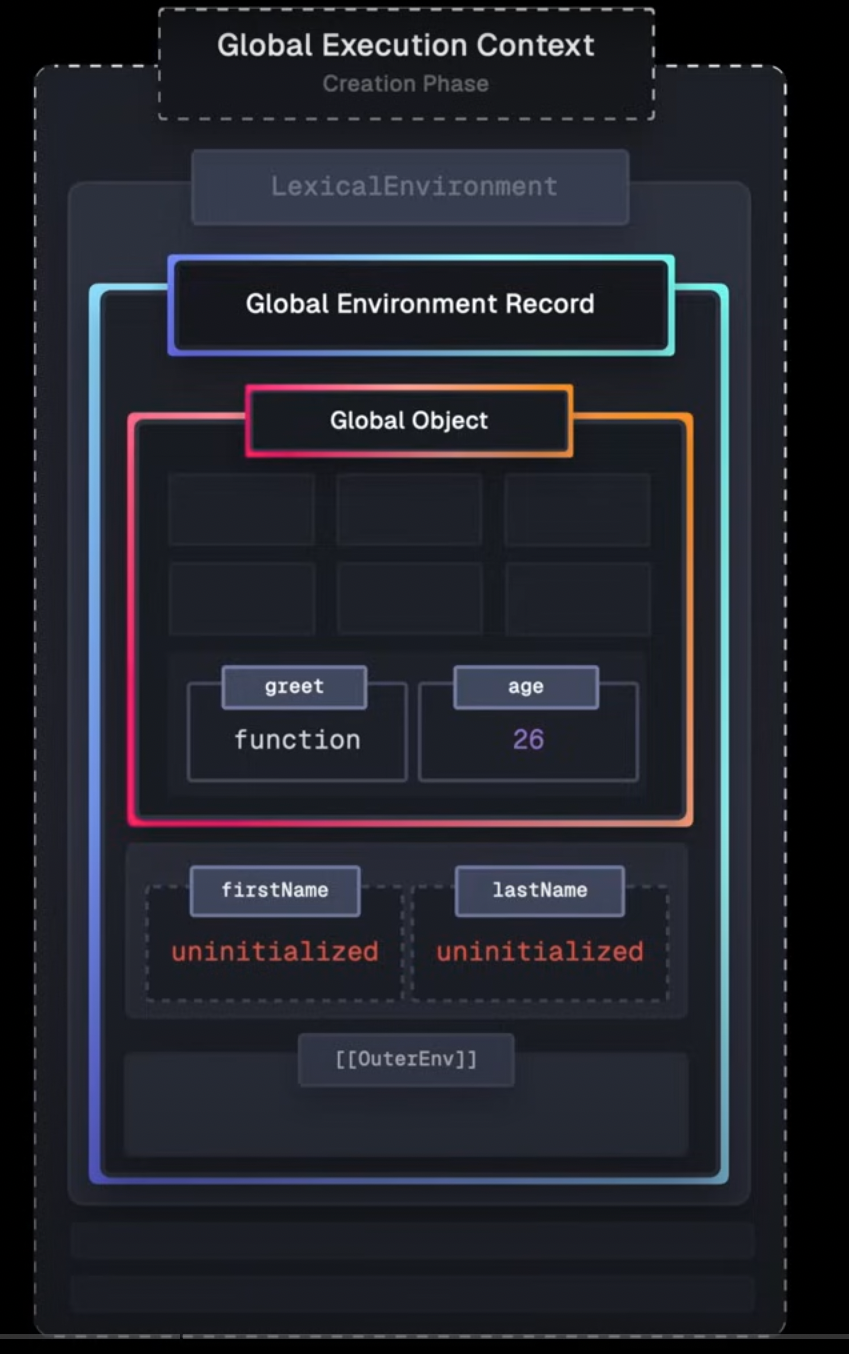 Global Execution Context
Creation Phase
LexicalEnvironment
Global Environment Record
Global Object
greet
age
function
26
firstName
lastName
uninitialized
uninitialized
[[OuterEnv]]